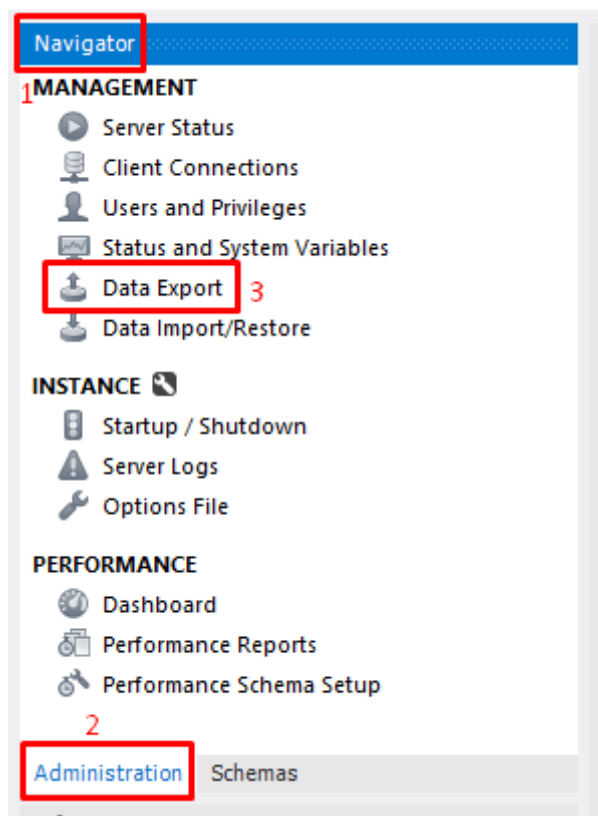 Navigator
1
MANAGEMENT
Server Status
Client Connections
Users and Privileges
Status and System Variables
Data Export 3
Data Import/Restore
INSTANCE
Startup / Shutdown
Server Logs
Options File
PERFORMANCE
Dashboard
Performance Reports
Performance Schema Setup
2
Administration Schemas